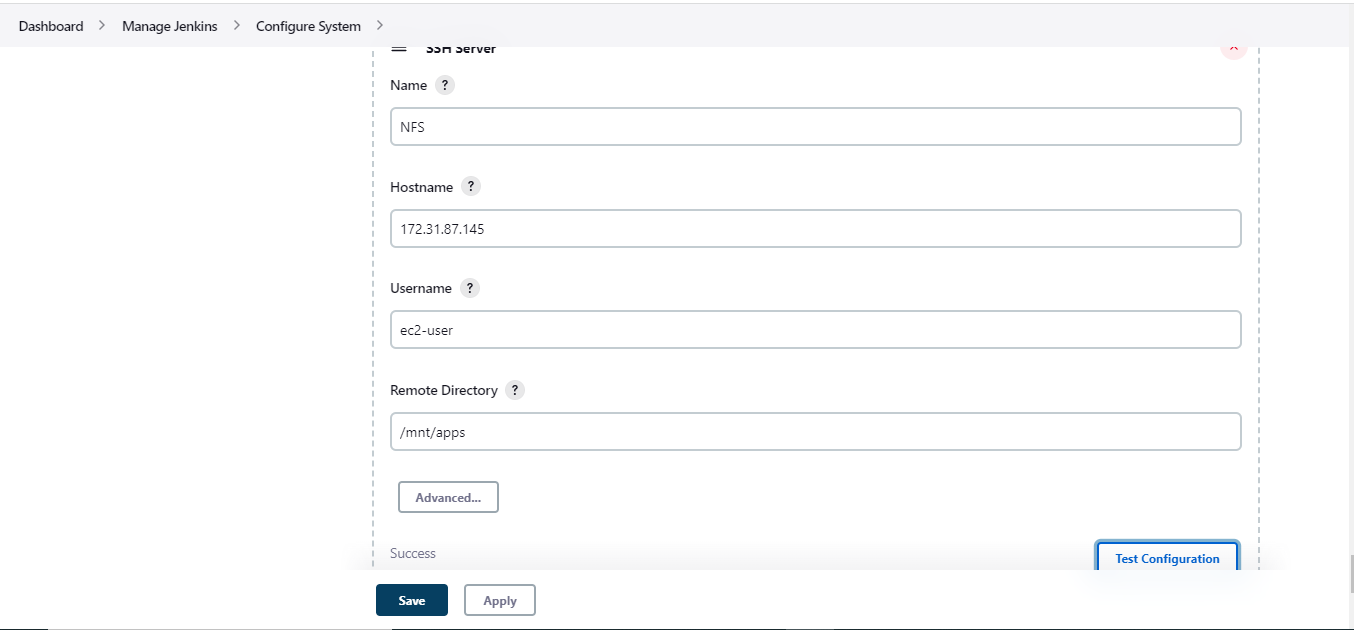 Dashboard > Manage Jenkins > Configure System >
SSH Server
Name ?
NFS
Hostname ?
172.31.87.145
Username ?
ec2-user
Remote Directory ?
/mnt/apps
Advanced...
Success
Test Configuration
Save Apply